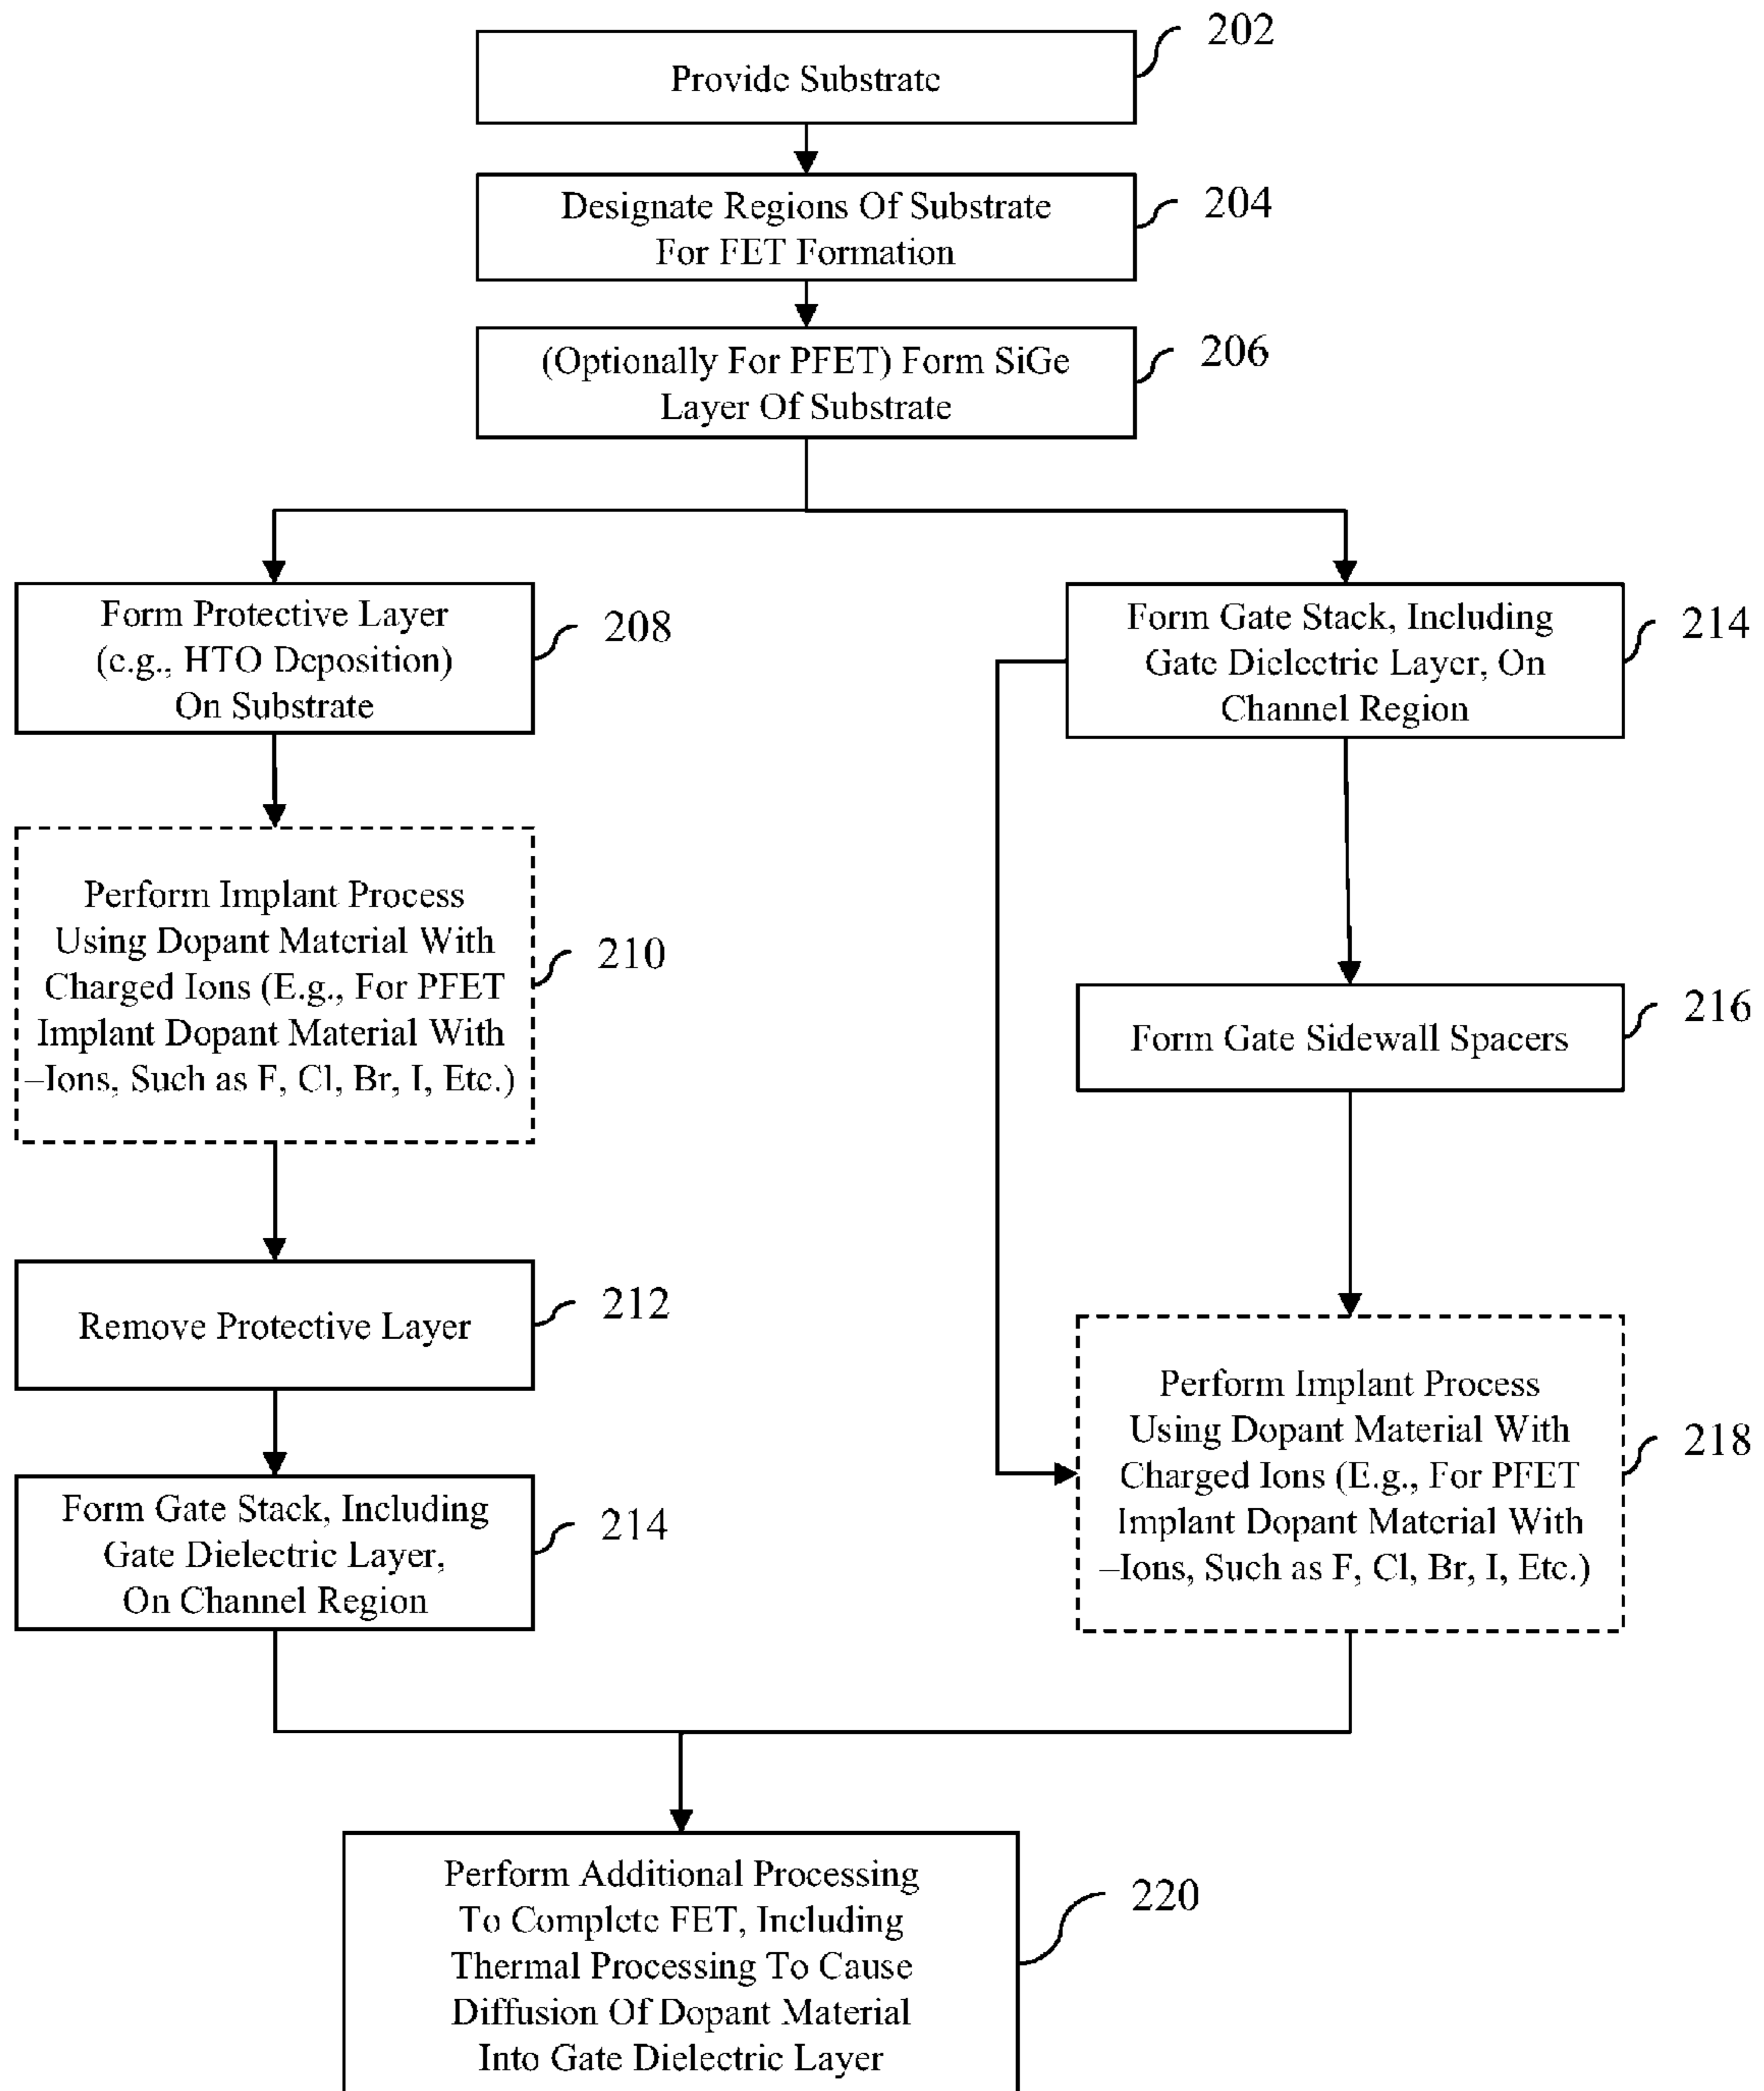 202
Provide Substrate
Designate Regions Of Substrate
For FET Formation
204
(Optionally For PFET) Form SiGe
Layer Of Substrate
206
Form Protective Layer
(e.g., HTO Deposition)
On Substrate
208
Perform Implant Process
Using Dopant Material With
Charged Ions (E.g., For PFET
Implant Dopant Material With
–Ions, Such as F, Cl, Br, I, Etc.)
210
Remove Protective Layer
212
Form Gate Stack, Including
Gate Dielectric Layer,
On Channel Region
214
Form Gate Stack, Including
Gate Dielectric Layer, On
Channel Region
214
Form Gate Sidewall Spacers
216
Perform Implant Process
Using Dopant Material With
Charged Ions (E.g., For PFET
Implant Dopant Material With
–Ions, Such as F, Cl, Br, I, Etc.)
218
Perform Additional Processing
To Complete FET, Including
Thermal Processing To Cause
Diffusion Of Dopant Material
Into Gate Dielectric Layer
220